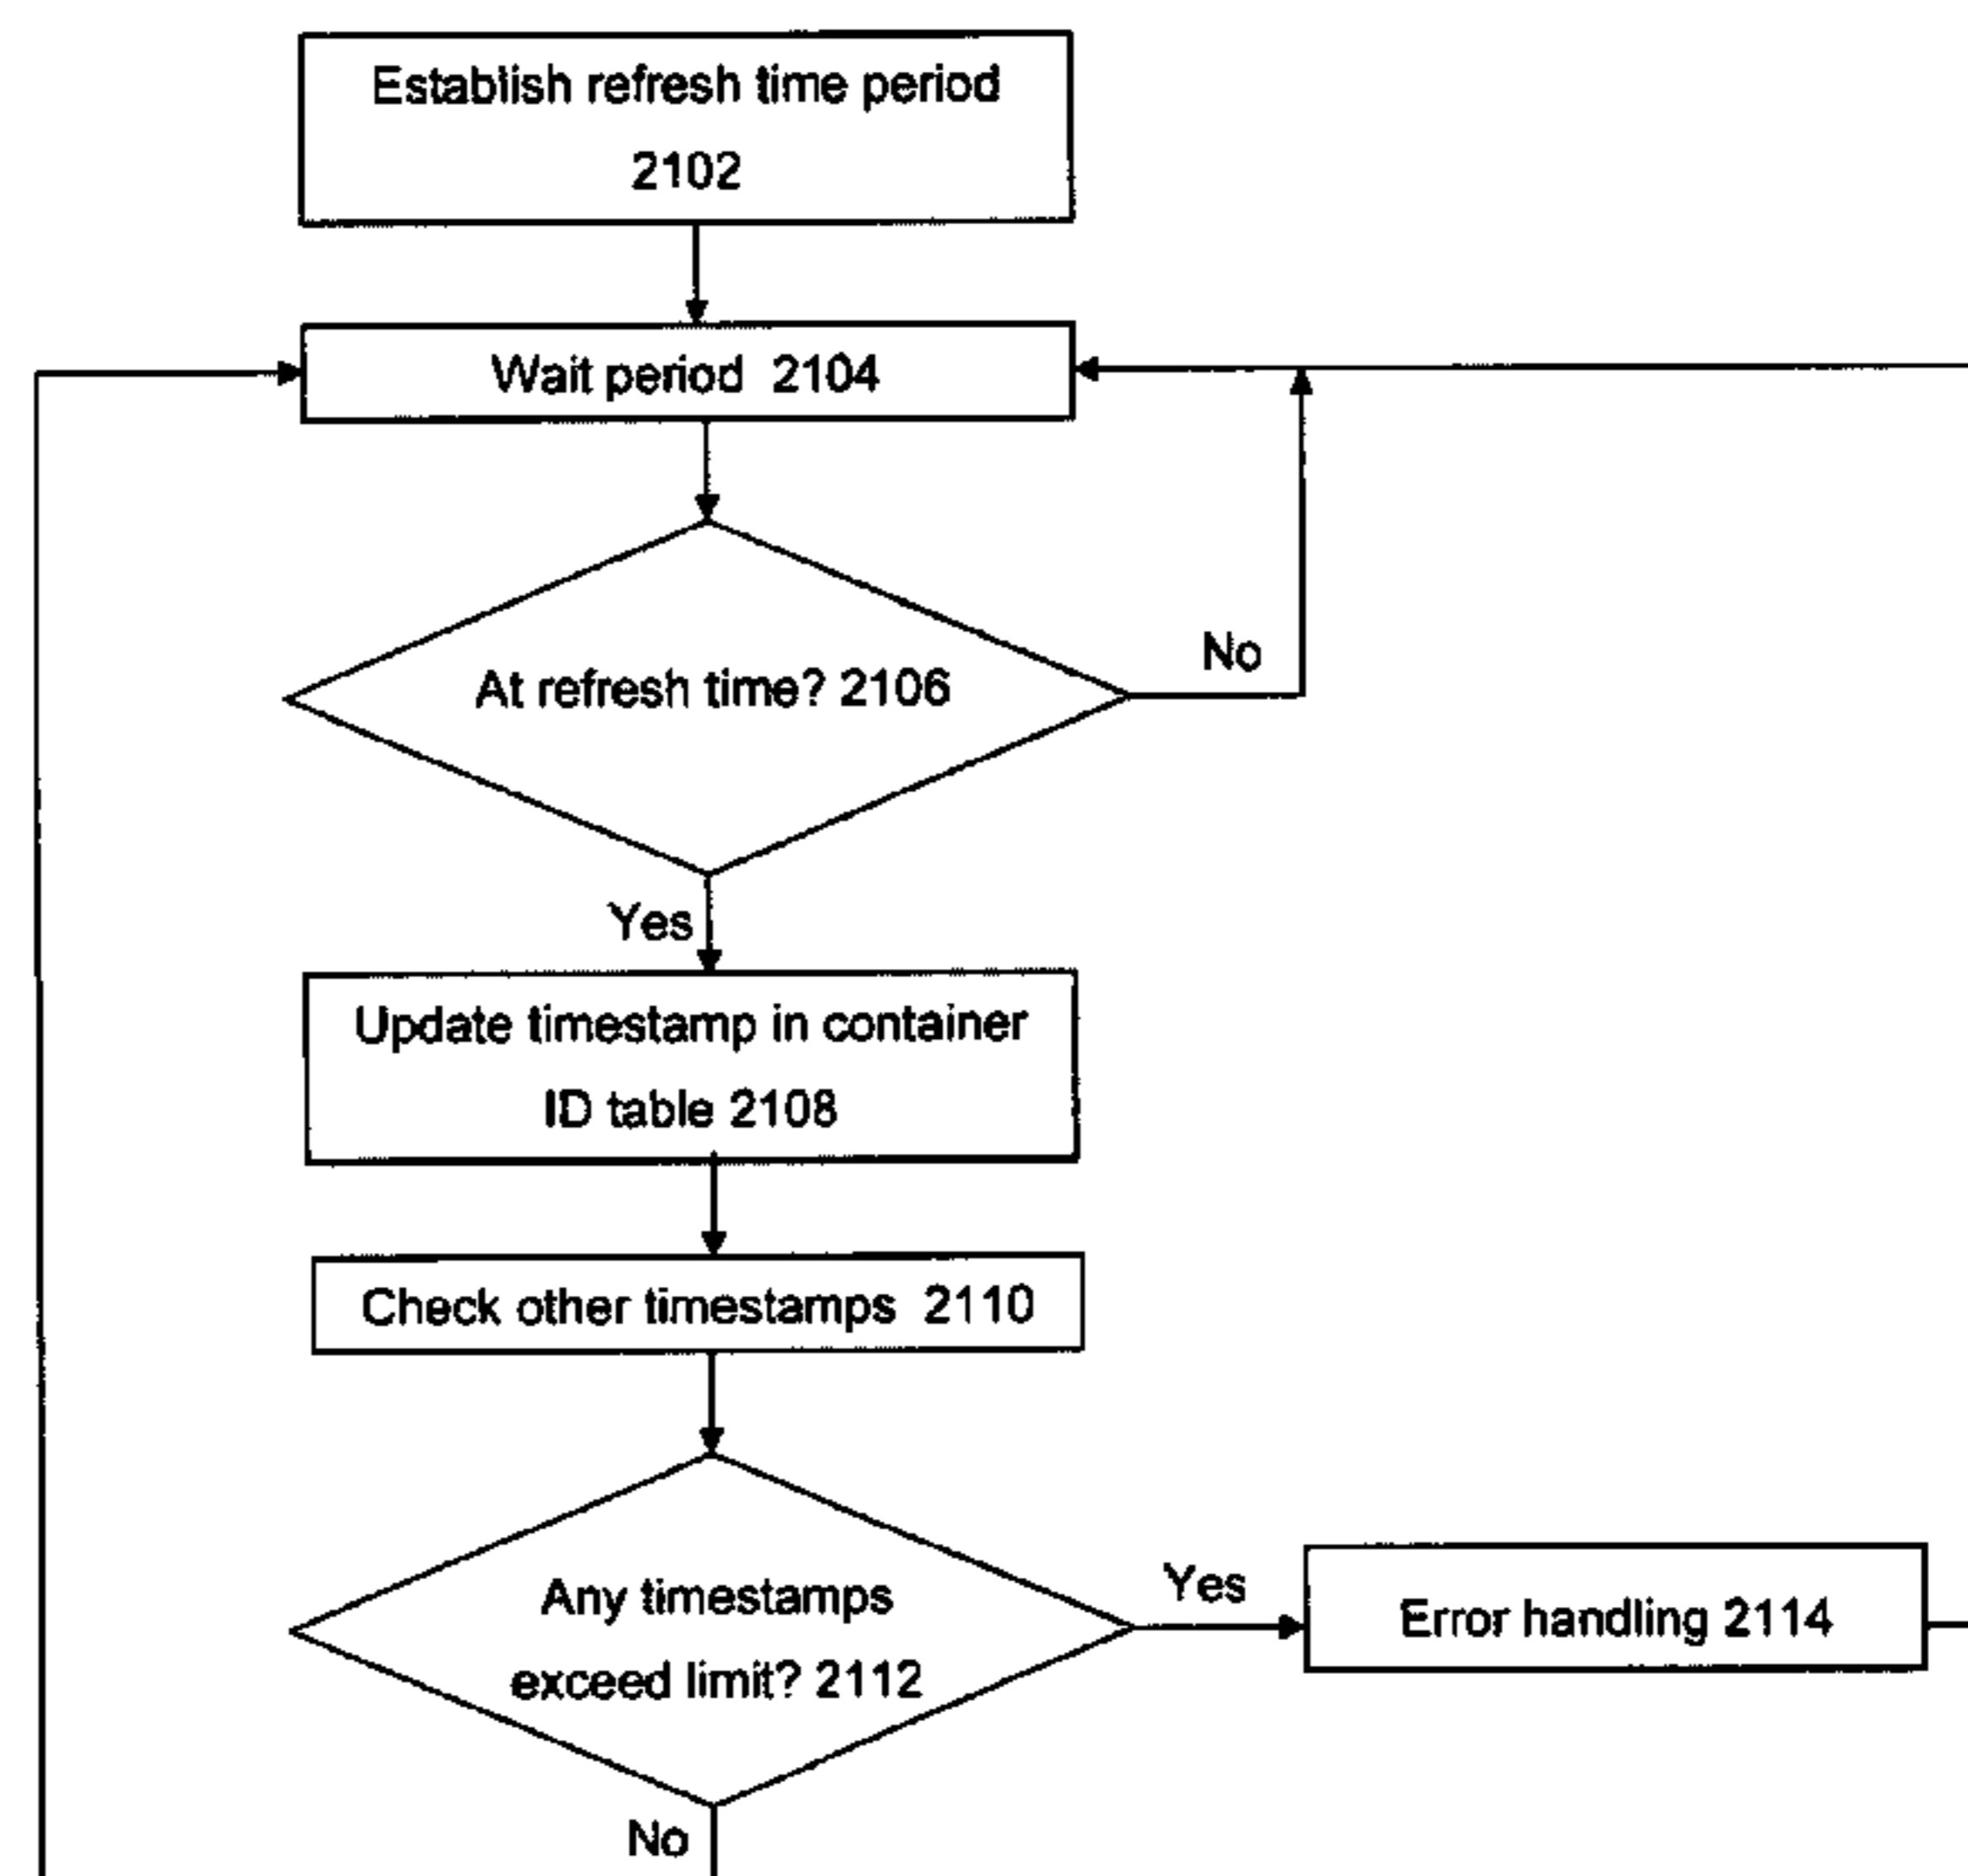 Establish refresh time period
2102
Wait period 2104
At refresh time? 2106
No
Yes
Update timestamp in container
ID table 2108
Check other timestamps 2110
Any timestamps
exceed limit? 2112
Yes
Error handling 2114
No